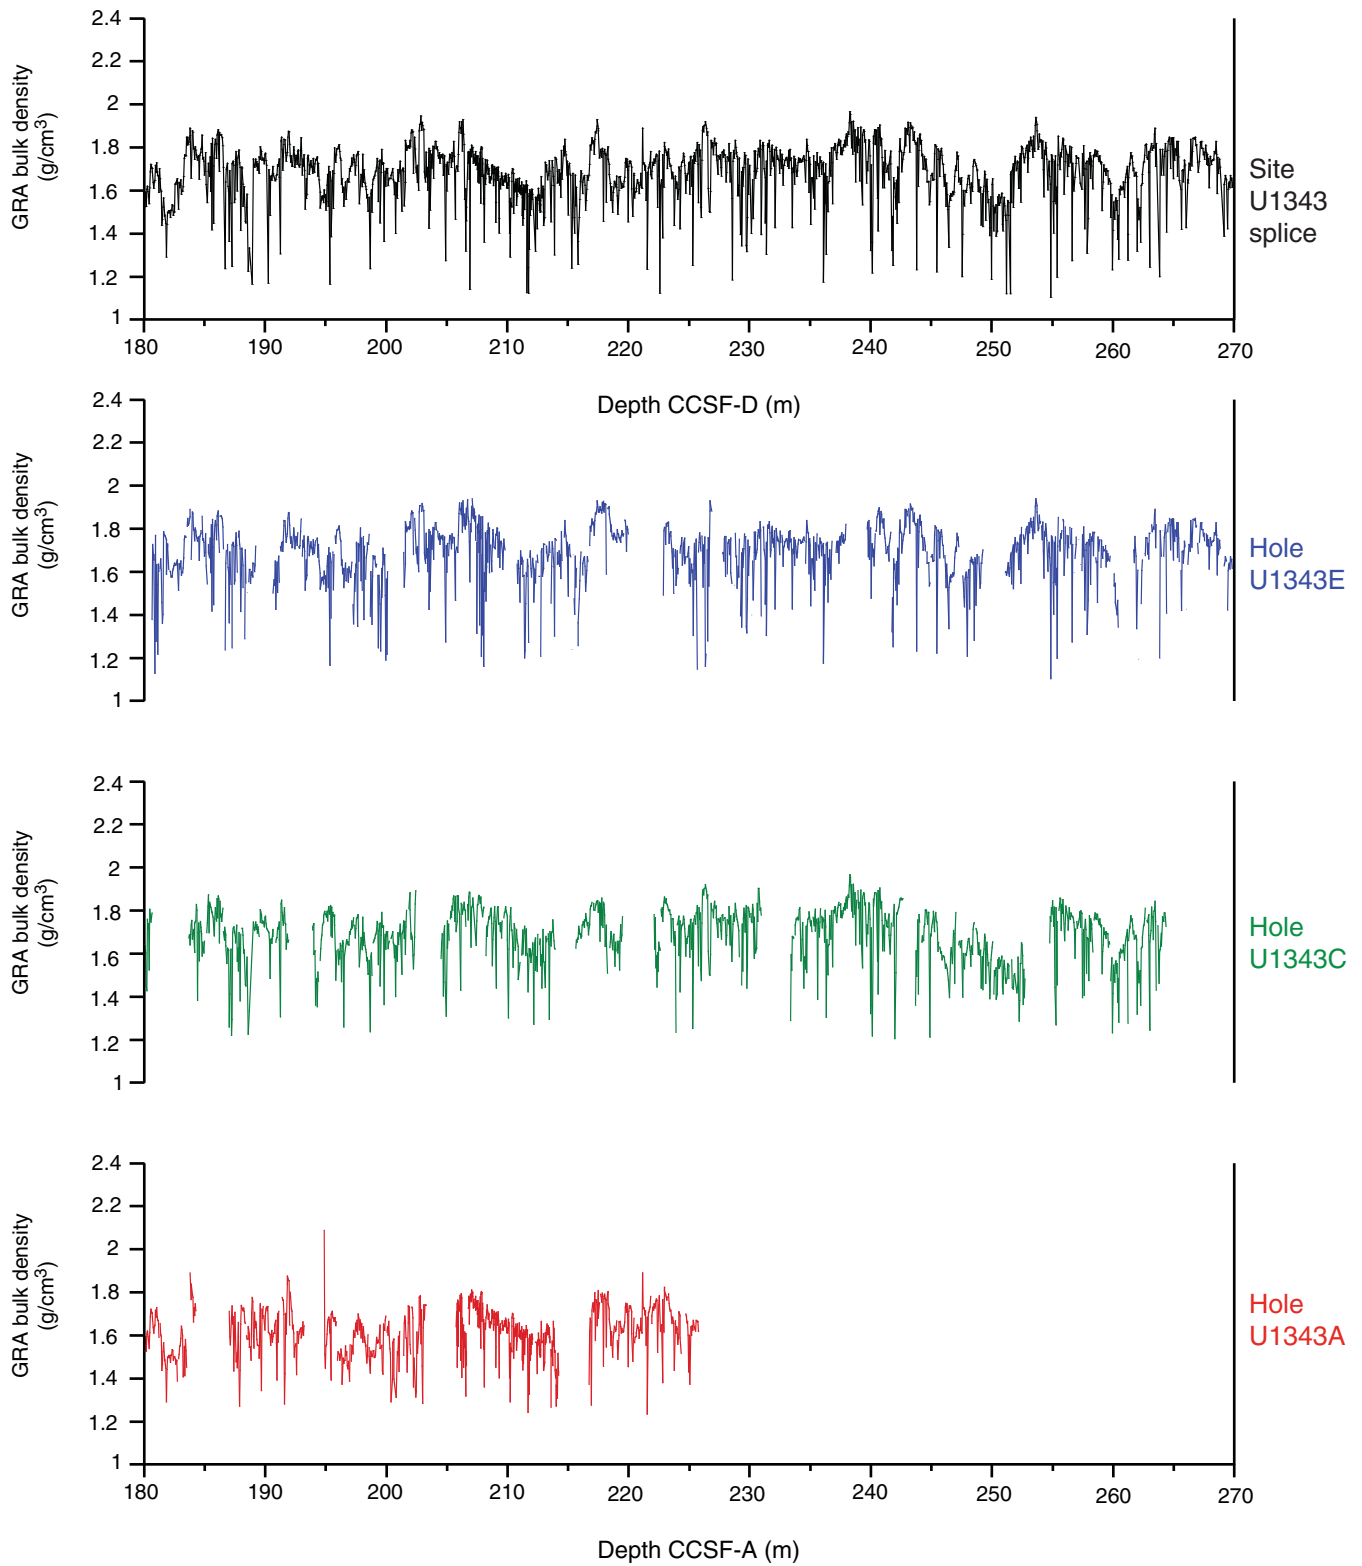 GRA bulk density
(g/cm³)
2.4
2.2
2
1.8
1.6
1.4
1.2
1
180 190 200 210 220 230 240 250 260 270
Site
U1343
splice
Depth CCSF-D (m)
GRA bulk density
(g/cm³)
2.4
2.2
2
1.8
1.6
1.4
1.2
1
Hole
U1343E
GRA bulk density
(g/cm³)
2.4
2.2
2
1.8
1.6
1.4
1.2
1
Hole
U1343C
GRA bulk density
(g/cm³)
2.4
2.2
2
1.8
1.6
1.4
1.2
1
Hole
U1343A
180 190 200 210 220 230 240 250 260 270
Depth CCSF-A (m)